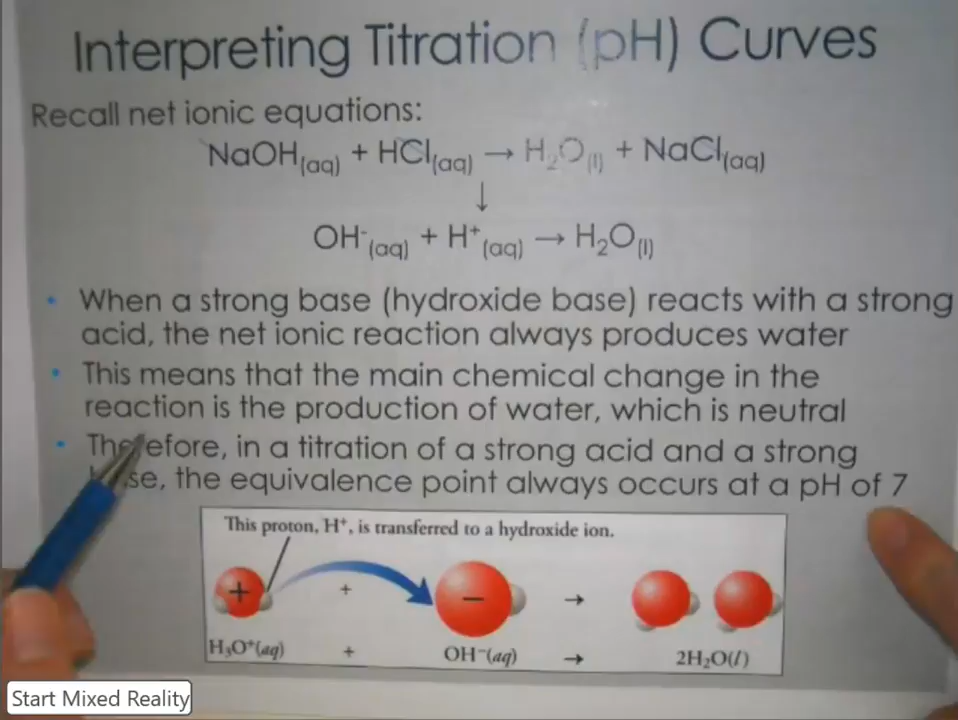 Interpreting Titration (pH) Curves
Recall net ionic equations:
NaOH(aq) + HCl(aq) → H₂O(l) + NaCl(aq)
↓
OH⁻(aq) + H⁺(aq) → H₂O(l)
• When a strong base (hydroxide base) reacts with a strong
acid, the net ionic reaction always produces water
• This means that the main chemical change in the
reaction is the production of water, which is neutral
• Therefore, in a titration of a strong acid and a strong
base, the equivalence point always occurs at a pH of 7
This proton, H⁺, is transferred to a hydroxide ion.
+ + − →
H₃O⁺(aq) + OH⁻(aq) → 2H₂O(l)
Start Mixed Reality